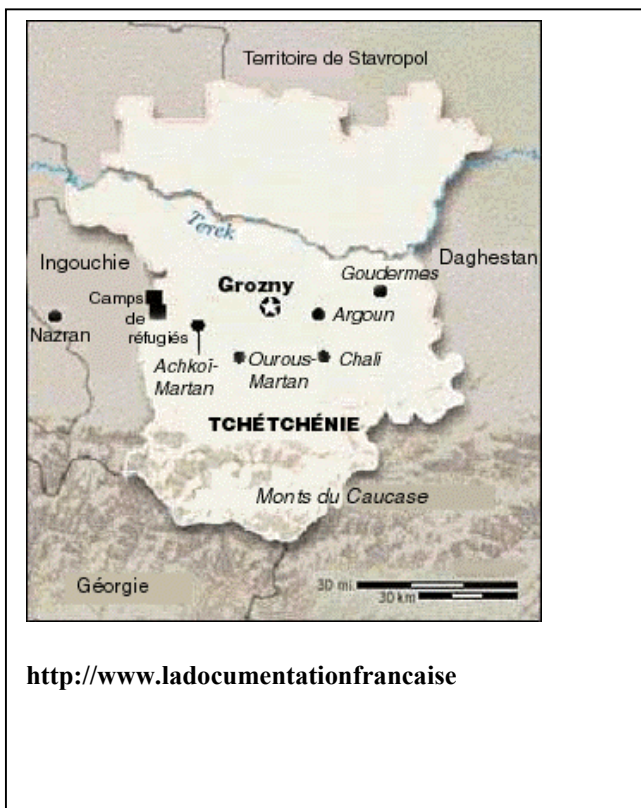 Territoire de Stavropol
Terek
Daghestan
Ingouchie
Goudermes
Grozny
Camps
de
réfugiés
Argoun
Nazran
Achkoï-
Martan
Ourous-
Martan
Chali
TCHÉTCHÉNIE
Monts du Caucase
Géorgie
30 mi.
30 km
http://www.ladocumentationfrancaise